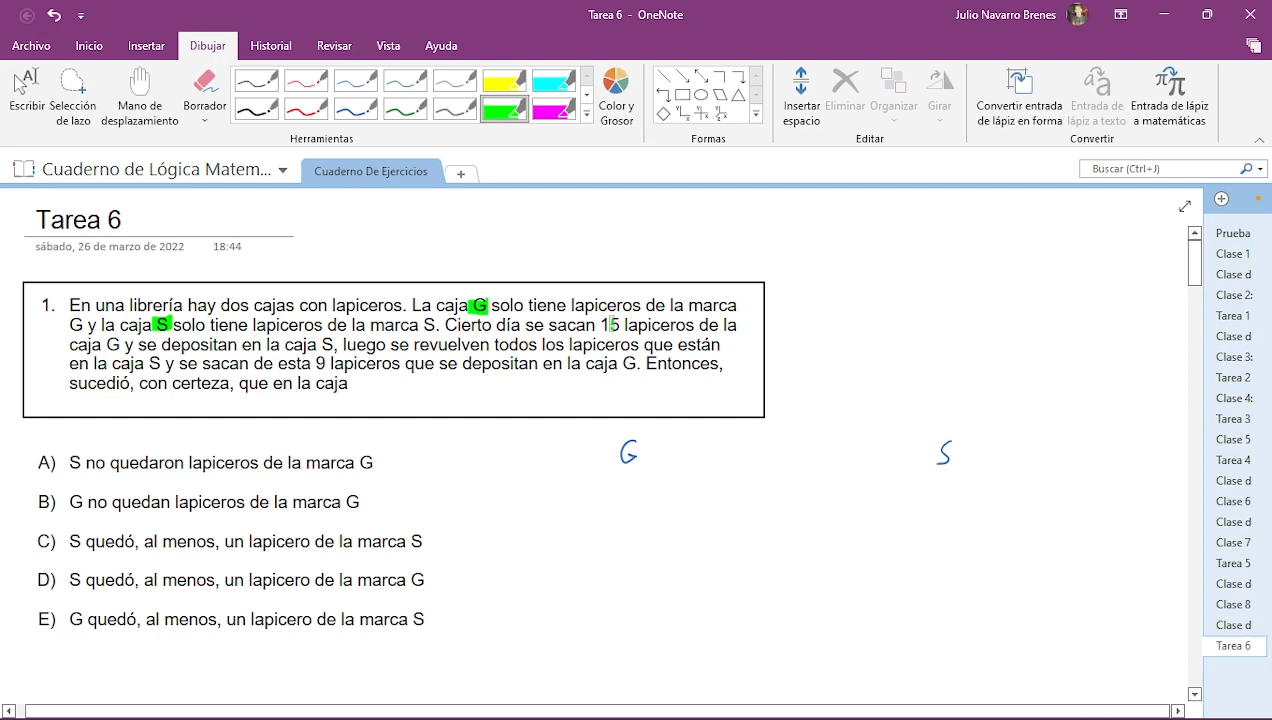 Tarea 6 - OneNote
Julio Navarro Brenes
Archivo Inicio Insertar Dibujar Historial Revisar Vista Ayuda
Escribir
Selección de lazo
Mano de desplazamiento
Borrador
Color y Grosor
Insertar espacio
Eliminar
Organizar
Girar
Convertir entrada de lápiz en forma
Entrada de lápiz a texto
Entrada de lápiz a matemáticas
Herramientas Formas Editar Convertir
Cuaderno de Lógica Matem...
Cuaderno De Ejercicios
Buscar (Ctrl+J)
Tarea 6
sábado, 26 de marzo de 2022 18:44
1. En una librería hay dos cajas con lapiceros. La caja G solo tiene lapiceros de la marca
G y la caja S solo tiene lapiceros de la marca S. Cierto día se sacan 15 lapiceros de la
caja G y se depositan en la caja S, luego se revuelven todos los lapiceros que están
en la caja S y se sacan de esta 9 lapiceros que se depositan en la caja G. Entonces,
sucedió, con certeza, que en la caja
G S
A) S no quedaron lapiceros de la marca G
B) G no quedan lapiceros de la marca G
C) S quedó, al menos, un lapicero de la marca S
D) S quedó, al menos, un lapicero de la marca G
E) G quedó, al menos, un lapicero de la marca S
Prueba
Clase 1
Clase d
Clase 2:
Tarea 1
Clase d
Clase 3:
Tarea 2
Clase 4:
Tarea 3
Clase 5
Tarea 4
Clase d
Clase 6
Clase d
Clase 7
Tarea 5
Clase d
Clase 8
Clase d
Tarea 6